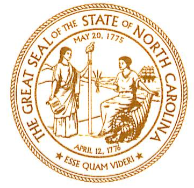 THE GREAT SEAL OF THE STATE OF NORTH CAROLINA
MAY 20, 1775
APRIL 12, 1776
★ ESSE QUAM VIDERI ★